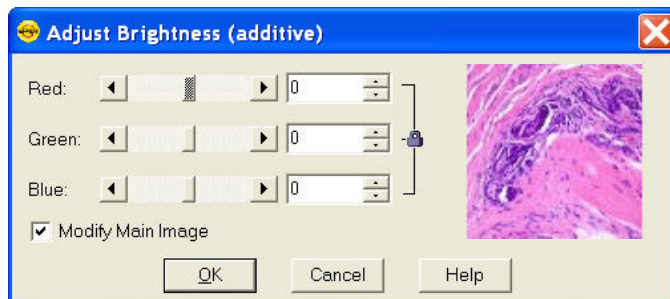 Adjust Brightness (additive)
Red: 0
Green: 0
Blue: 0
Modify Main Image
OK Cancel Help